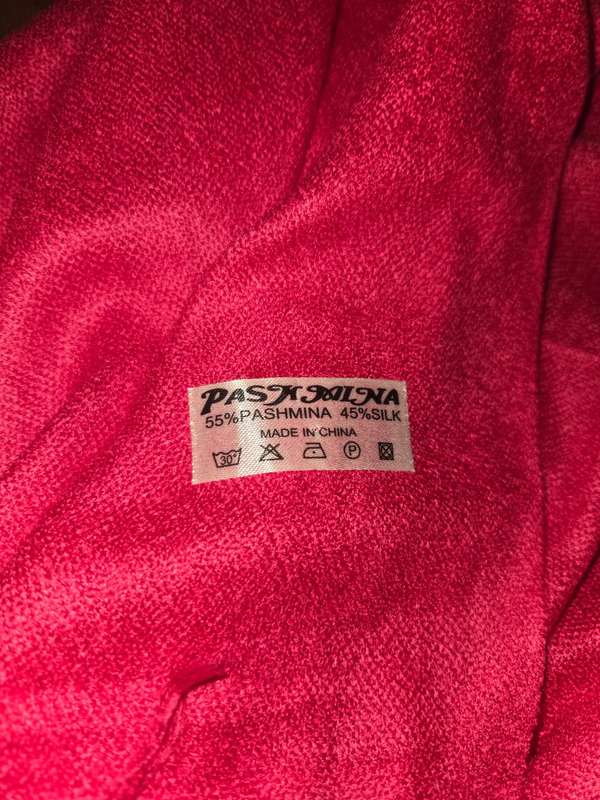 PASHMINA
55%PASHMINA 45%SILK
MADE IN CHINA
30°
P